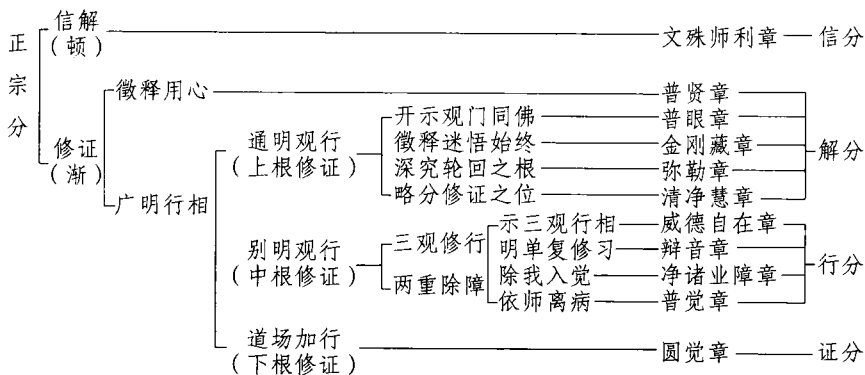 正宗分
信解
(顿)
文殊师利章
信分
修证
(渐)
徵释用心
普贤章
广明行相
通明观行
(上根修证)
开示观门同佛
普眼章
徵释迷悟始终
金刚藏章
深究轮回之根
弥勒章
略分修证之位
清净慧章
解分
别明观行
(中根修证)
三观修行
示三观行相
威德自在章
明单复修习
辩音章
两重除障
除我入觉
净诸业障章
依师离病
普觉章
行分
道场加行
(下根修证)
圆觉章
证分